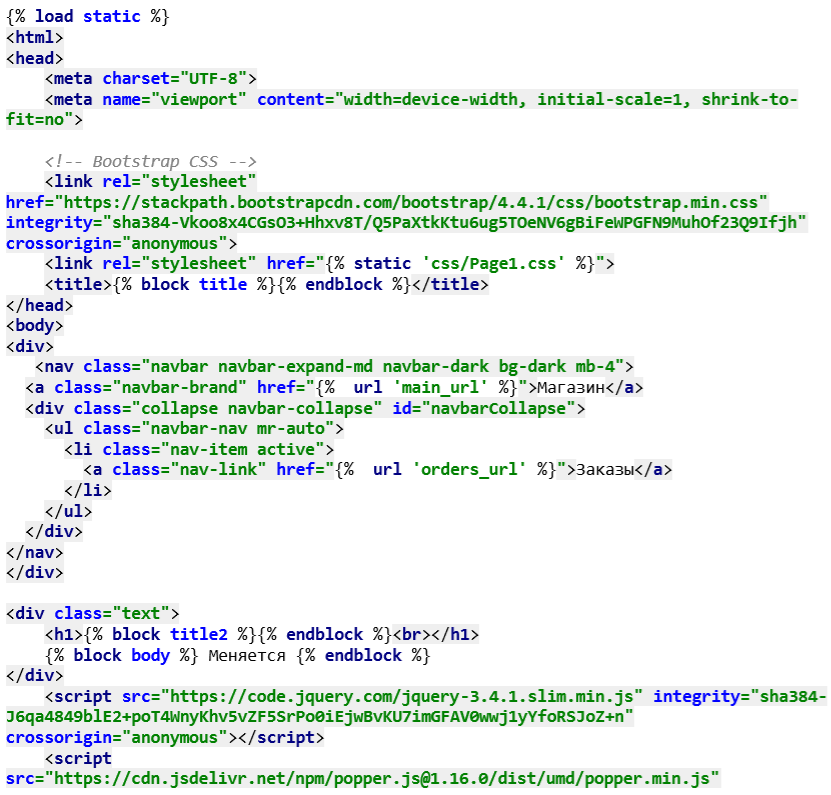 {% load static %}
<html>
<head>
    <meta charset="UTF-8">
    <meta name="viewport" content="width=device-width, initial-scale=1, shrink-to-
fit=no">

    <!-- Bootstrap CSS -->
    <link rel="stylesheet"
href="https://stackpath.bootstrapcdn.com/bootstrap/4.4.1/css/bootstrap.min.css"
integrity="sha384-Vkoo8x4CGsO3+Hhxv8T/Q5PaXtkKtu6ug5TOeNV6gBiFeWPGFN9MuhOf23Q9Ifjh"
crossorigin="anonymous">
    <link rel="stylesheet" href="{% static 'css/Page1.css' %}">
    <title>{% block title %}{% endblock %}</title>
</head>
<body>
<div>
   <nav class="navbar navbar-expand-md navbar-dark bg-dark mb-4">
  <a class="navbar-brand" href="{%  url 'main_url' %}">Магазин</a>
  <div class="collapse navbar-collapse" id="navbarCollapse">
    <ul class="navbar-nav mr-auto">
      <li class="nav-item active">
        <a class="nav-link" href="{%  url 'orders_url' %}">Заказы</a>
      </li>
    </ul>
  </div>
</nav>
</div>

<div class="text">
    <h1>{% block title2 %}{% endblock %}<br></h1>
    {% block body %} Меняется {% endblock %}
</div>
    <script src="https://code.jquery.com/jquery-3.4.1.slim.min.js" integrity="sha384-
J6qa4849blE2+poT4WnyKhv5vZF5SrPo0iEjwBvKU7imGFAV0wwj1yYfoRSJoZ+n"
crossorigin="anonymous"></script>
    <script
src="https://cdn.jsdelivr.net/npm/popper.js@1.16.0/dist/umd/popper.min.js"